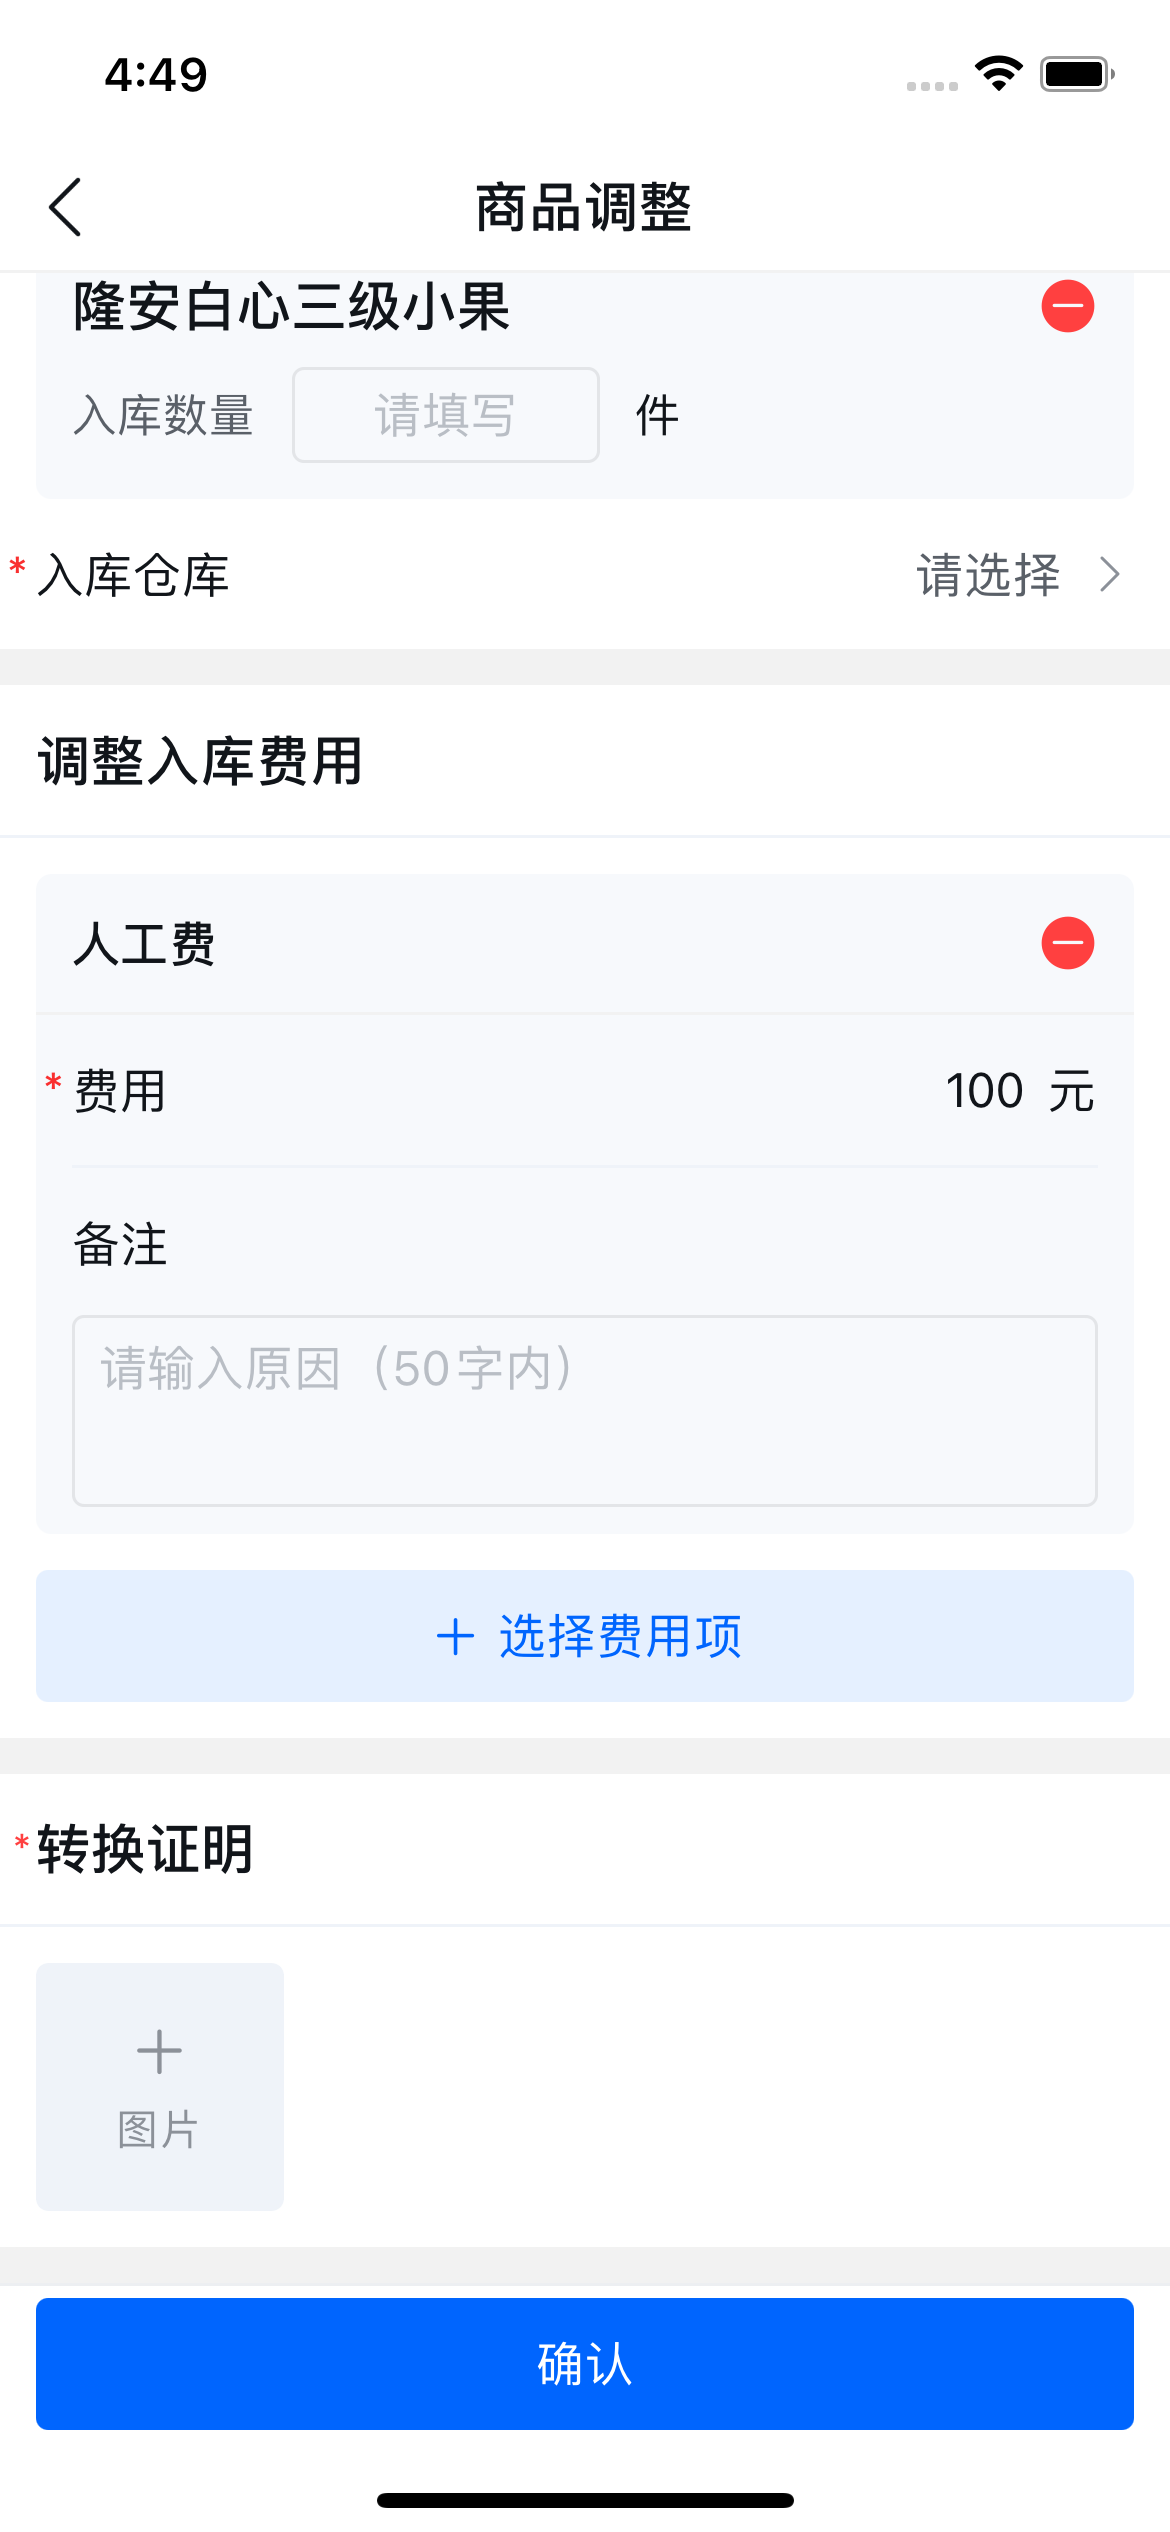 4:49
商品调整
隆安白心三级小果
入库数量 请填写 件
* 入库仓库 请选择
调整入库费用
人工费
* 费用 100 元
备注
请输入原因（50字内）
+ 选择费用项
* 转换证明
+
图片
确认